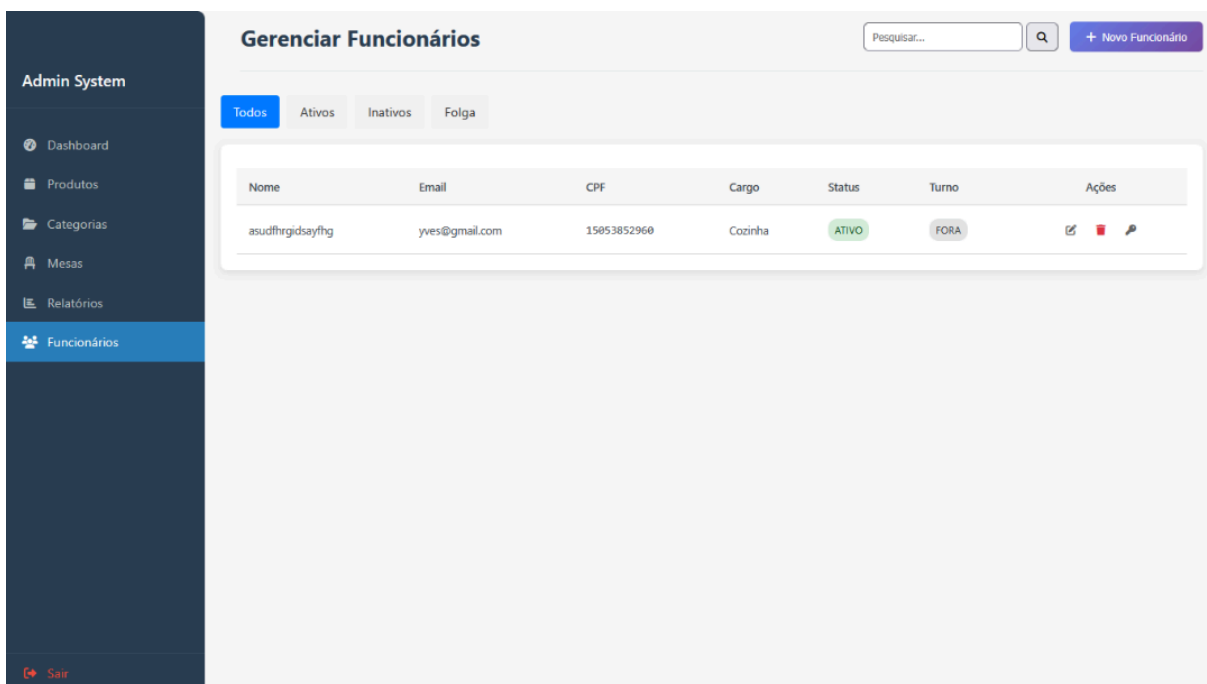 Gerenciar Funcionários
Pesquisar...
+ Novo Funcionário
Admin System
Todos Ativos Inativos Folga
Dashboard
Produtos
Categorias
Mesas
Relatórios
Funcionários
Nome Email CPF Cargo Status Turno Ações
asudfhrgidsayfhg yves@gmail.com 15053852960 Cozinha ATIVO FORA
Sair